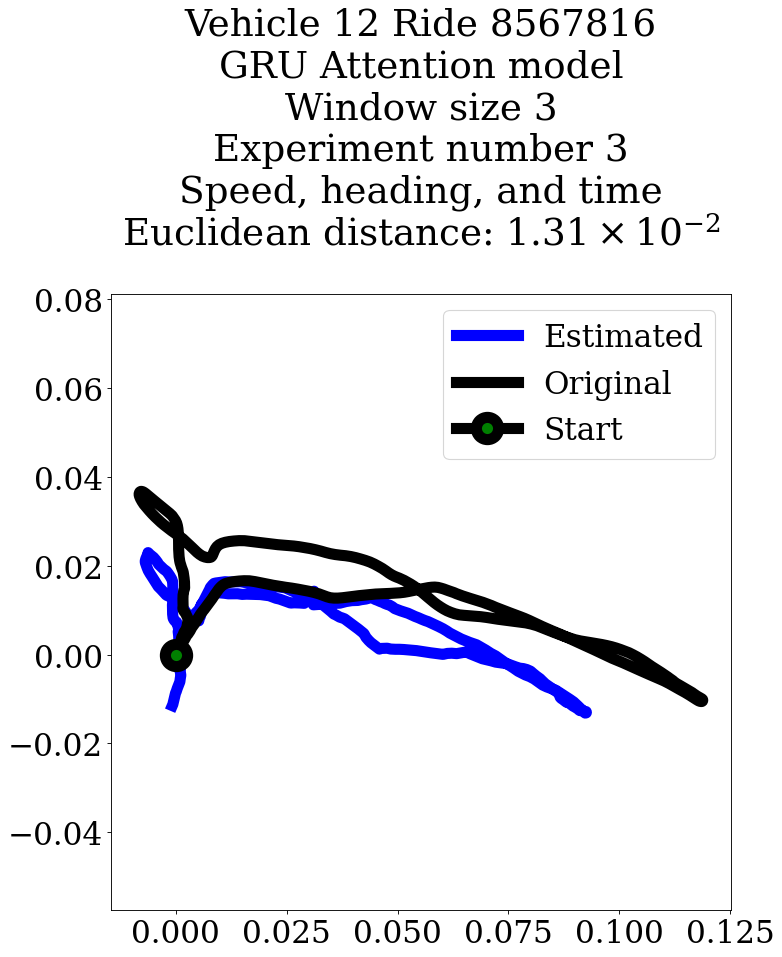 Vehicle 12 Ride 8567816
GRU Attention model
Window size 3
Experiment number 3
Speed, heading, and time
Euclidean distance: 1.31 × 10⁻²
0.08
Estimated
Original
Start
0.06
0.04
0.02
0.00
−0.02
−0.04
0.000 0.025 0.050 0.075 0.100 0.125